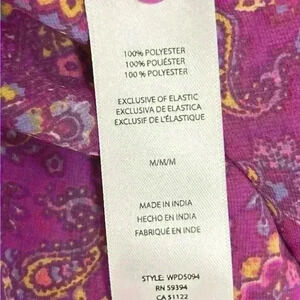 100% POLYESTER
100% POLIÉSTER
100 % POLYESTER
EXCLUSIVE OF ELASTIC
EXCLUSIVA DE ELASTICA
EXCLUSIF DE L'ÉLASTIQUE
M/M/M
MADE IN INDIA
HECHO EN INDIA
FABRIQUÉ EN INDE
STYLE: WPD5094
RN 59394
CA 51122